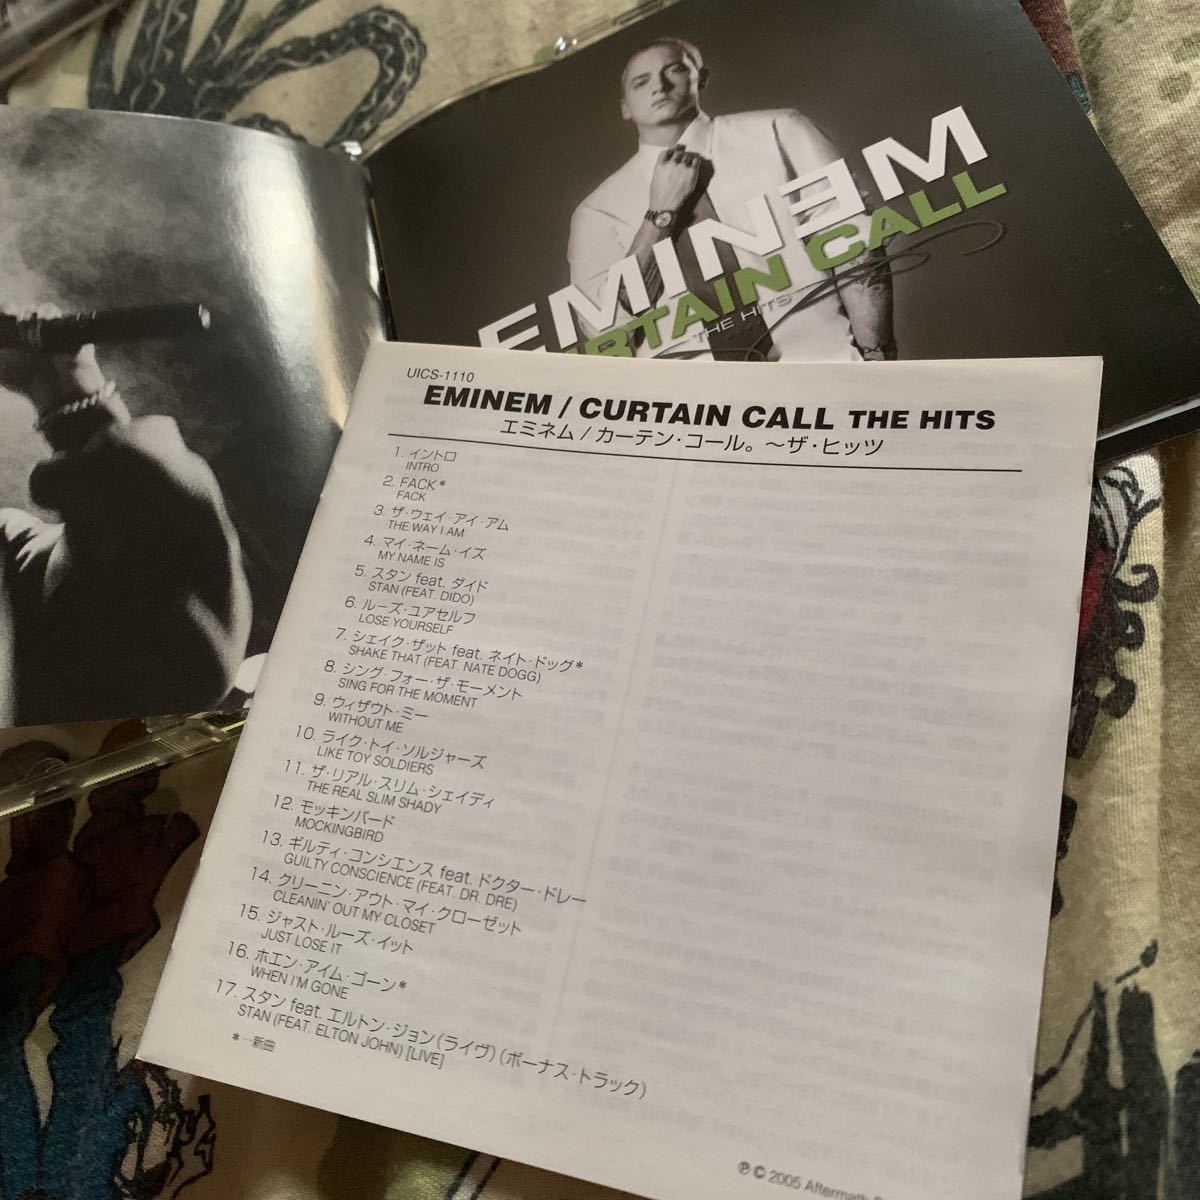 EMINEM
CURTAIN CALL
THE HITS
UICS-1110
EMINEM / CURTAIN CALL THE HITS
エミネム / カーテン・コール。~ザ・ヒッツ
1. イントロ
INTRO
2. FACK*
FACK
3. ザ・ウェイ・アイ・アム
THE WAY I AM
4. マイ・ネーム・イズ
MY NAME IS
5. スタン feat. ダイド
STAN (FEAT. DIDO)
6. ルーズ・ユアセルフ
LOSE YOURSELF
7. シェイク・ザット feat. ネイト・ドッグ*
SHAKE THAT (FEAT. NATE DOGG)
8. シング・フォー・ザ・モーメント
SING FOR THE MOMENT
9. ウィザウト・ミー
WITHOUT ME
10. ライク・トイ・ソルジャーズ
LIKE TOY SOLDIERS
11. ザ・リアル・スリム・シェイディ
THE REAL SLIM SHADY
12. モッキンバード
MOCKINGBIRD
13. ギルティ・コンシエンス feat. ドクター・ドレー
GUILTY CONSCIENCE (FEAT. DR. DRE)
14. クリーニン・アウト・マイ・クローゼット
CLEANIN' OUT MY CLOSET
15. ジャスト・ルーズ・イット
JUST LOSE IT
16. ホエン・アイム・ゴーン*
WHEN I'M GONE
17. スタン feat. エルトン・ジョン(ライヴ)(ボーナス・トラック)
STAN (FEAT. ELTON JOHN) [LIVE]
*…新曲
℗ © 2005 Aftermath